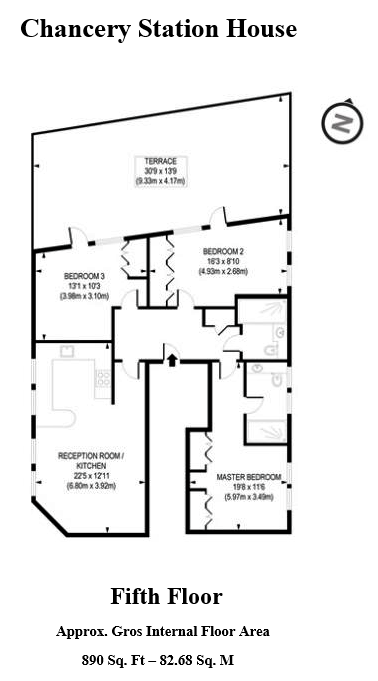 Chancery Station House
N
TERRACE
30'9 x 13'9
(9.33m x 4.17m)
BEDROOM 2
16'3 x 8'10
(4.93m x 2.68m)
BEDROOM 3
13'1 x 10'3
(3.98m x 3.10m)
RECEPTION ROOM /
KITCHEN
22'5 x 12'11
(6.80m x 3.92m)
MASTER BEDROOM
19'8 x 11'6
(5.97m x 3.49m)
Fifth Floor
Approx. Gros Internal Floor Area
890 Sq. Ft – 82.68 Sq. M